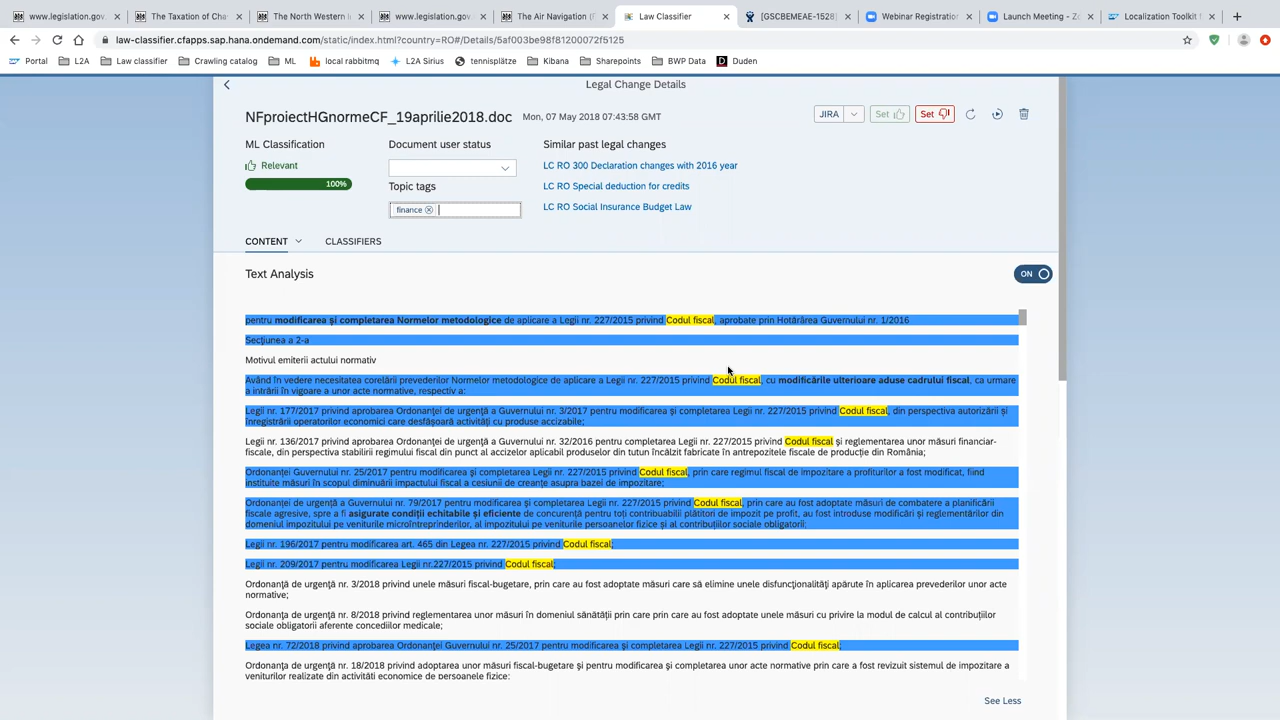 www.legislation.gov.
The Taxation of Cha
The North Western I
www.legislation.gov.
The Air Navigation (F
Law Classifier
[GSCBEMEAE-1528]
Webinar Registration
Launch Meeting - Ze
Localization Toolkit f
law-classifier.cfapps.sap.hana.ondemand.com/static/index.html?country=RO#/Details/5af003be98f81200072f5125
Portal L2A Law classifier Crawling catalog ML local rabbitmq L2A Sirius tennisplätze Kibana Sharepoints BWP Data Duden
Legal Change Details
NFproiectHGnormeCF_19aprilie2018.doc Mon, 07 May 2018 07:43:58 GMT JIRA Set Set
ML Classification Document user status Similar past legal changes
Relevant LC RO 300 Declaration changes with 2016 year
100% Topic tags LC RO Special deduction for credits
finance LC RO Social Insurance Budget Law
CONTENT CLASSIFIERS
Text Analysis ON
pentru modificarea și completarea Normelor metodologice de aplicare a Legii nr. 227/2015 privind Codul fiscal, aprobate prin Hotărârea Guvernului nr. 1/2016
Secţiunea a 2-a
Motivul emiterii actului normativ
Având în vedere necesitatea corelării prevederilor Normelor metodologice de aplicare a Legii nr. 227/2015 privind Codul fiscal, cu modificările ulterioare aduse cadrului fiscal, ca urmare
a intrării în vigoare a unor acte normative, respectiv a:
Legii nr. 177/2017 privind aprobarea Ordonanţei de urgenţă a Guvernului nr. 3/2017 pentru modificarea şi completarea Legii nr. 227/2015 privind Codul fiscal, din perspectiva autorizării și
înregistrării operatorilor economici care desfășoară activități cu produse accizabile;
Legii nr. 136/2017 privind aprobarea Ordonanţei de urgenţă a Guvernului nr. 32/2016 pentru completarea Legii nr. 227/2015 privind Codul fiscal şi reglementarea unor măsuri financiar-
fiscale, din perspectiva stabilirii regimului fiscal din punct al accizelor aplicabil produselor din tutun încălzit fabricate în antrepozitele fiscale de producție din România;
Ordonanței Guvernului nr. 25/2017 pentru modificarea şi completarea Legii nr. 227/2015 privind Codul fiscal, prin care regimul fiscal de impozitare a profiturilor a fost modificat, fiind
instituite măsuri în scopul diminuării impactului fiscal a cesiunii de creanțe asupra bazei de impozitare;
Ordonanţei de urgență a Guvernului nr. 79/2017 pentru modificarea şi completarea Legii nr. 227/2015 privind Codul fiscal, prin care au fost adoptate măsuri de combatere a planificării
fiscale agresive, spre a fi asigurate condiții echitabile și eficiente de concurență pentru toți contribuabilii plătitori de impozit pe profit, au fost introduse modificări și reglementărilor din
domeniul impozitului pe veniturile microîntreprinderilor, al impozitului pe veniturile persoanelor fizice și al contribuțiilor sociale obligatorii:
Legii nr. 196/2017 pentru modificarea art. 465 din Legea nr. 227/2015 privind Codul fiscal;
Legii nr. 209/2017 pentru modificarea Legii nr.227/2015 privind Codul fiscal;
Ordonanţă de urgenţă nr. 3/2018 privind unele măsuri fiscal-bugetare, prin care au fost adoptate măsuri care să elimine unele disfuncţionalităţi apărute în aplicarea prevederilor unor acte
normative;
Ordonanţa de urgenţă nr. 8/2018 privind reglementarea unor măsuri în domeniul sănătăţii prin care prin care au fost adoptate unele măsuri cu privire la modul de calcul al contribuțiilor
sociale obligatorii aferente concediilor medicale;
Legea nr. 72/2018 privind aprobarea Ordonanţei Guvernului nr. 25/2017 pentru modificarea şi completarea Legii nr. 227/2015 privind Codul fiscal;
Ordonanţa de urgenţă nr. 18/2018 privind adoptarea unor măsuri fiscal-bugetare şi pentru modificarea şi completarea unor acte normative prin care a fost revizuit sistemul de impozitare a
veniturilor realizate din activităti economice de persoanele fizice:
See Less